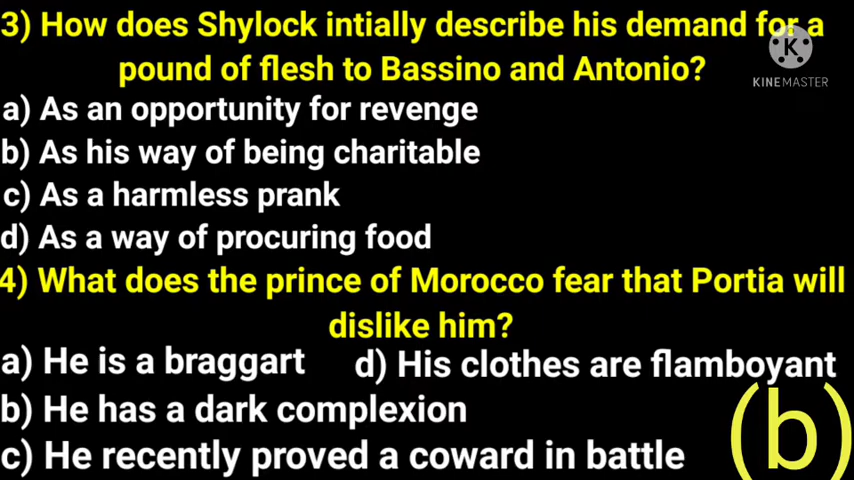 3) How does Shylock intially describe his demand for a
pound of flesh to Bassino and Antonio?
K
KINEMASTER
a) As an opportunity for revenge
b) As his way of being charitable
c) As a harmless prank
d) As a way of procuring food
4) What does the prince of Morocco fear that Portia will
dislike him?
a) He is a braggart d) His clothes are flamboyant
b) He has a dark complexion
c) He recently proved a coward in battle
(b)